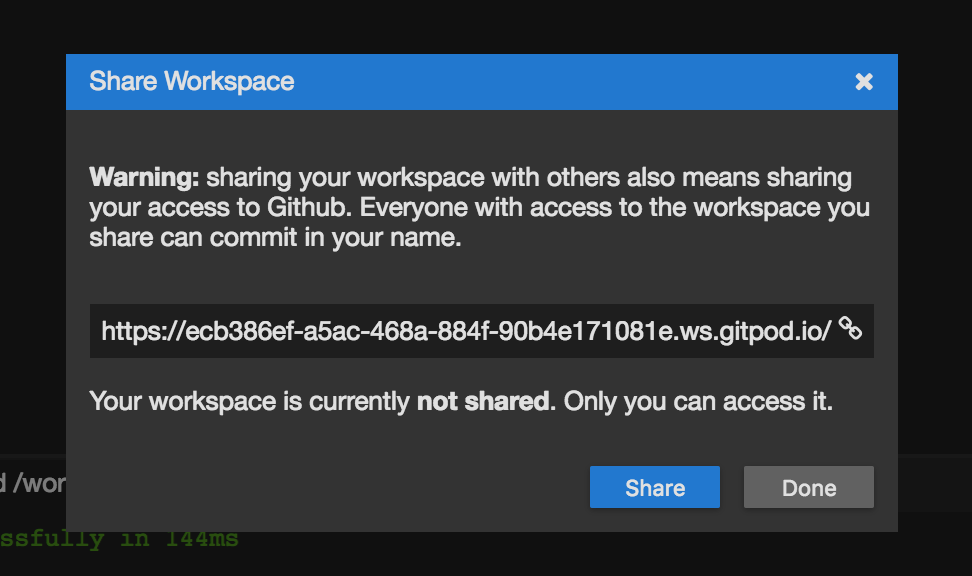 Share Workspace
Warning: sharing your workspace with others also means sharing
your access to Github. Everyone with access to the workspace you
share can commit in your name.
https://ecb386ef-a5ac-468a-884f-90b4e171081e.ws.gitpod.io/
Your workspace is currently not shared. Only you can access it.
Share Done
d /wor
ssfully in 144ms